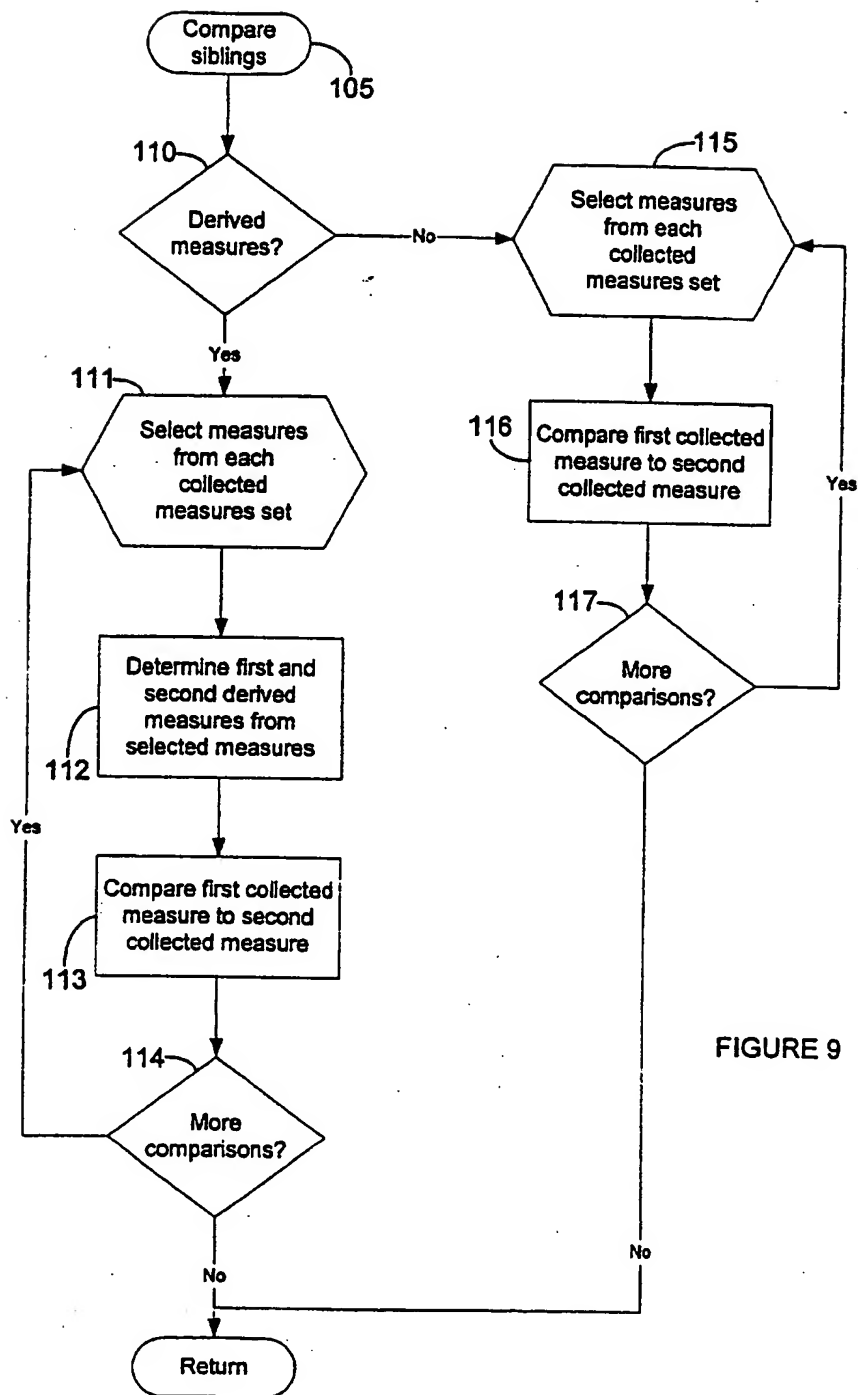 Compare
siblings
105
110
Derived
measures?
No
Yes
115
Select measures
from each
collected
measures set
111
Select measures
from each
collected
measures set
116
Compare first collected
measure to second
collected measure
Yes
117
More
comparisons?
112
Determine first and
second derived
measures from
selected measures
Yes
113
Compare first collected
measure to second
collected measure
114
More
comparisons?
No
No
Return
FIGURE 9